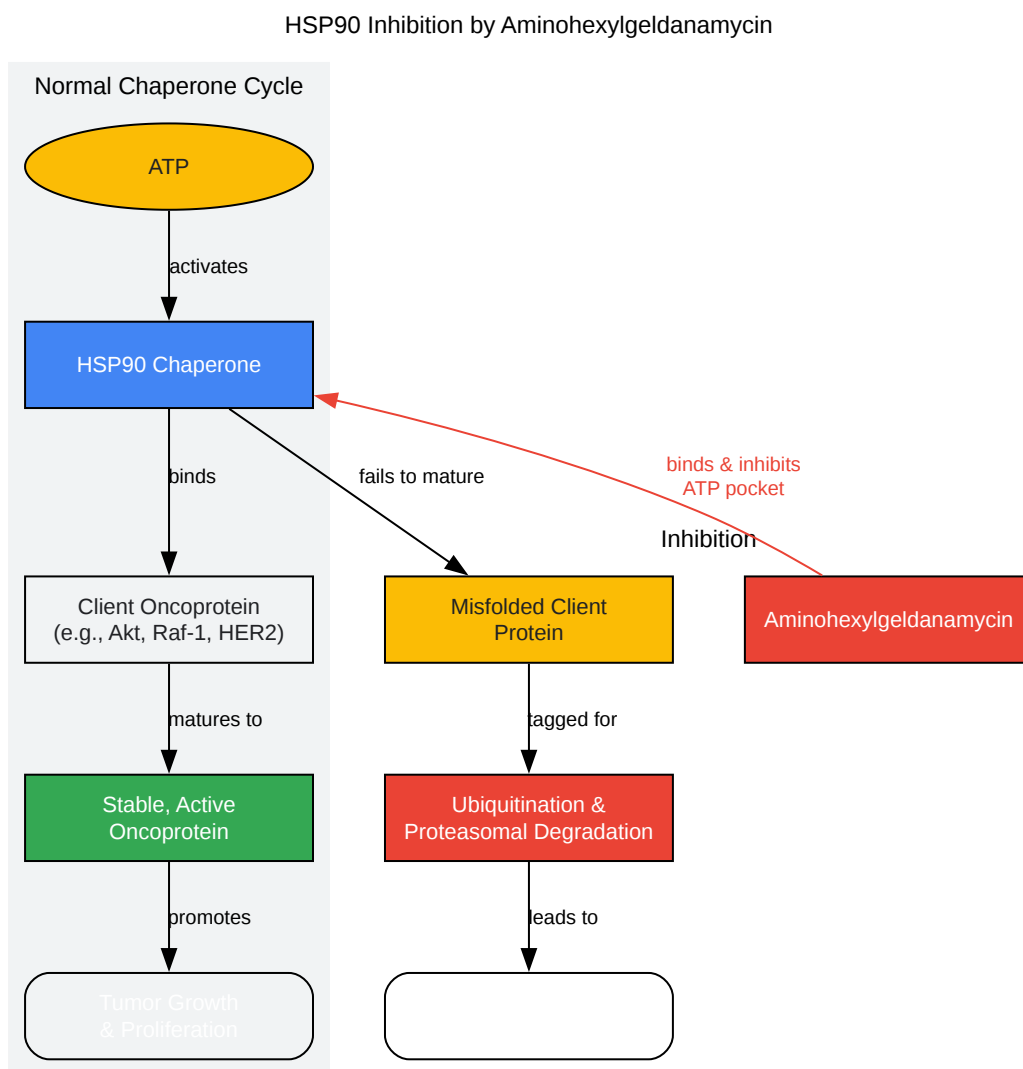 HSP90 Inhibition by Aminohexylgeldanamycin
Normal Chaperone Cycle
ATP
activates
HSP90 Chaperone
binds
fails to mature
binds & inhibits
ATP pocket
Inhibition
Client Oncoprotein
(e.g., Akt, Raf-1, HER2)
Misfolded Client
Protein
Aminohexylgeldanamycin
matures to
tagged for
Stable, Active
Oncoprotein
Ubiquitination &
Proteasomal Degradation
promotes
leads to
Tumor Growth
& Proliferation